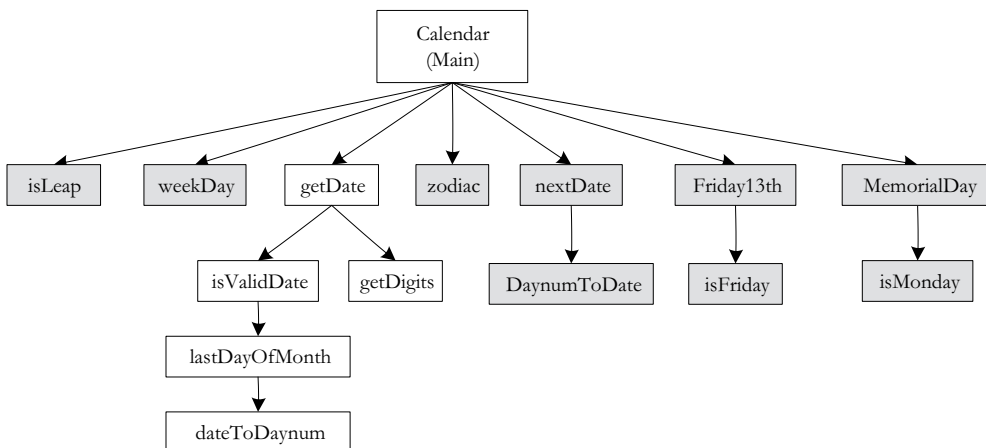 Calendar
(Main)
isLeap
weekDay
getDate
zodiac
nextDate
Friday13th
MemorialDay
isValidDate
getDigits
DaynumToDate
isFriday
isMonday
lastDayOfMonth
dateToDaynum